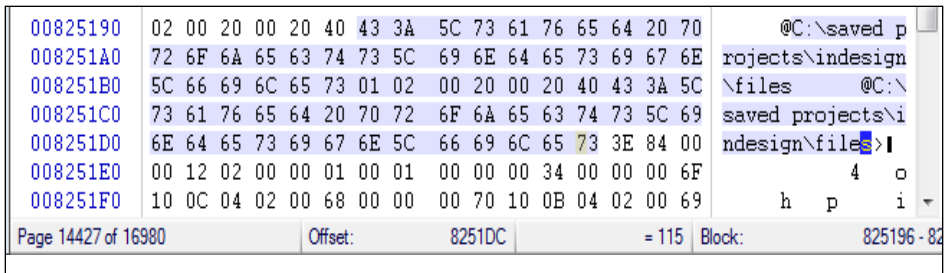 00825190 02 00 20 00 20 40 43 3A 5C 73 61 76 65 64 20 70 @C:\saved p
008251A0 72 6F 6A 65 63 74 73 5C 69 6E 64 65 73 69 67 6E rojects\indesign
008251B0 5C 66 69 6C 65 73 01 02 00 20 00 20 40 43 3A 5C \files @C:\
008251C0 73 61 76 65 64 20 70 72 6F 6A 65 63 74 73 5C 69 saved projects\i
008251D0 6E 64 65 73 69 67 6E 5C 66 69 6C 65 73 3E 84 00 ndesign\files>
008251E0 00 12 02 00 00 01 00 01 00 00 00 34 00 00 00 6F 4 o
008251F0 10 0C 04 02 00 68 00 00 00 70 10 0B 04 02 00 69 h p i
Page 14427 of 16980 Offset: 8251DC = 115 Block: 825196 - 82